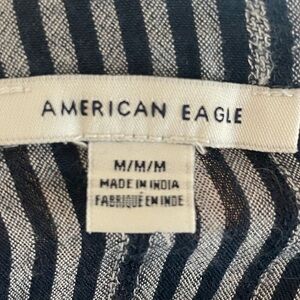 AMERICAN EAGLE
M/M/M
MADE IN INDIA
FABRIQUÉ EN INDE